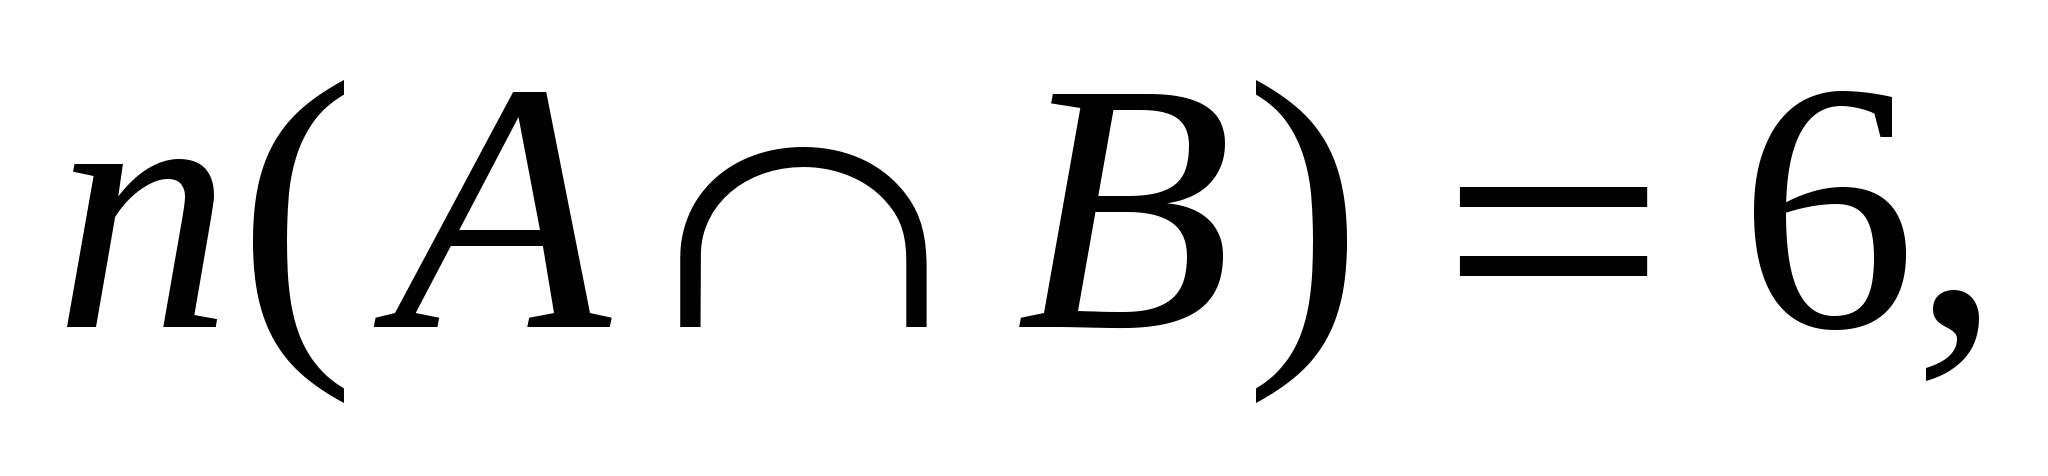 n(A ∩ B) = 6,